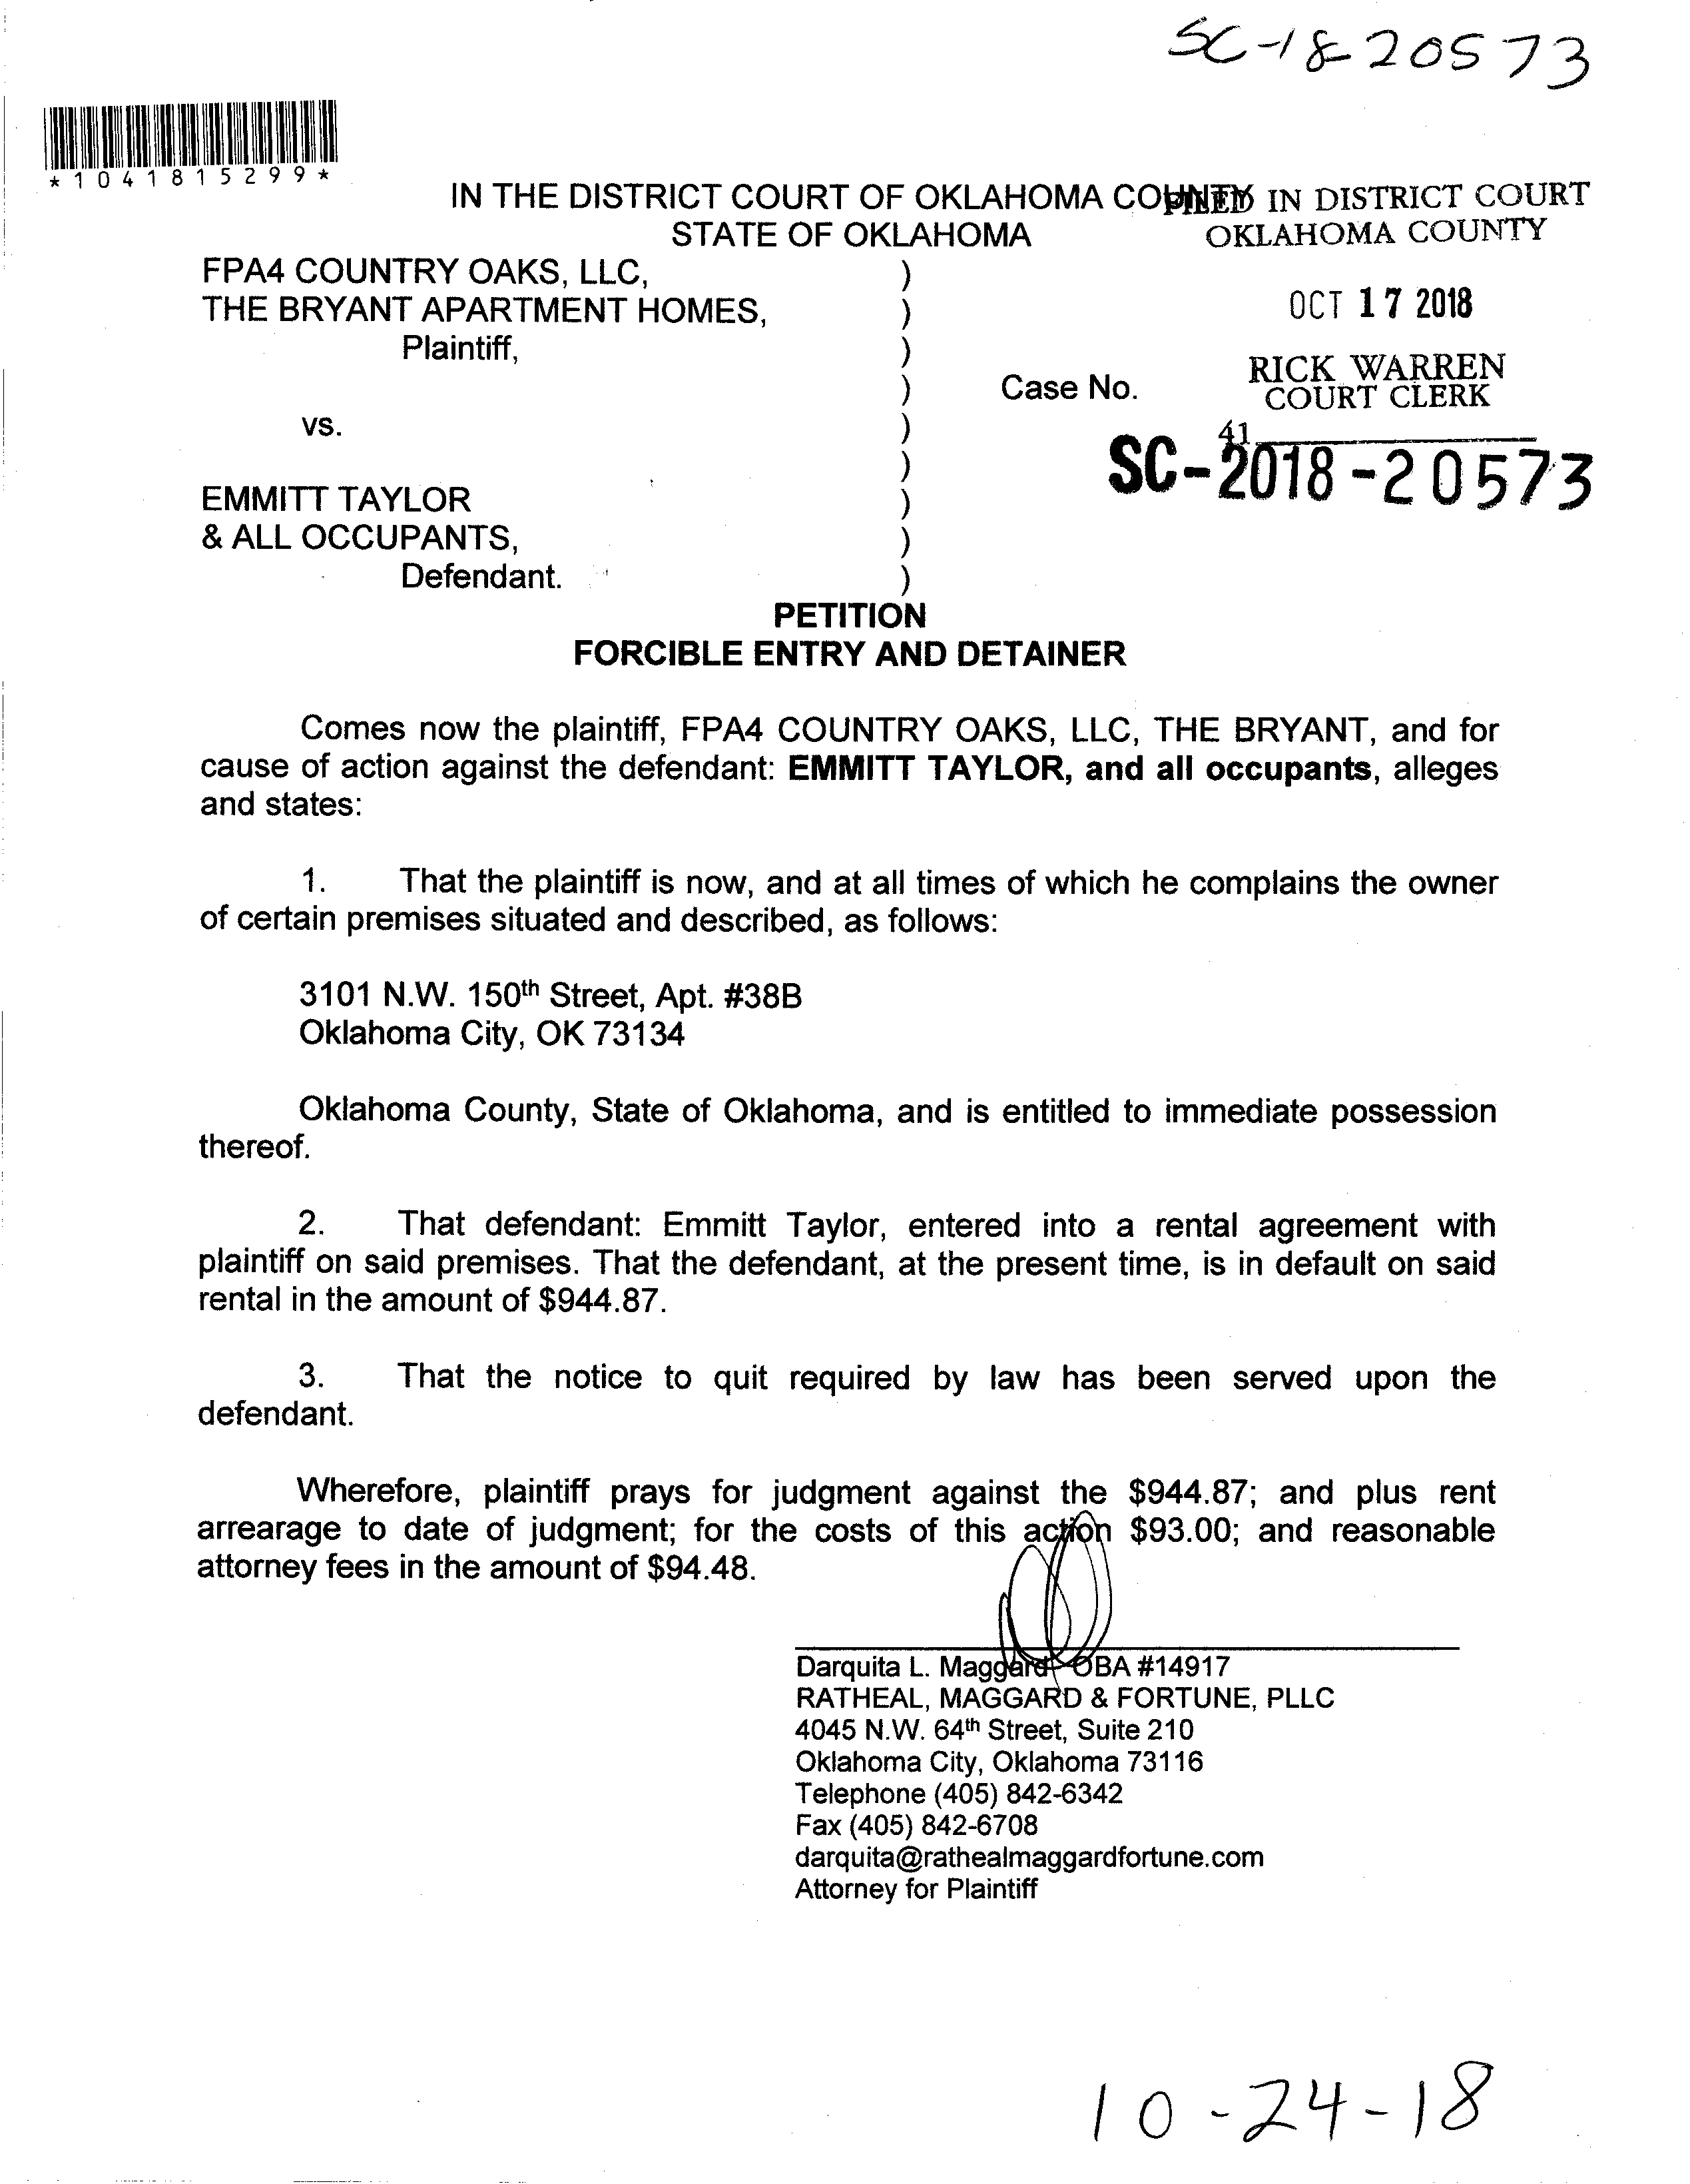 SC-18-20573
*1041815299*
IN THE DISTRICT COURT OF OKLAHOMA COUNTY
FILED IN DISTRICT COURT
STATE OF OKLAHOMA
OKLAHOMA COUNTY
FPA4 COUNTRY OAKS, LLC, )
THE BRYANT APARTMENT HOMES, )
OCT 17 2018
Plaintiff, )
RICK WARREN
) Case No.
COURT CLERK
vs. )
41
)
SC-2018-20573
EMMITT TAYLOR )
& ALL OCCUPANTS, )
Defendant. )
PETITION
FORCIBLE ENTRY AND DETAINER
Comes now the plaintiff, FPA4 COUNTRY OAKS, LLC, THE BRYANT, and for
cause of action against the defendant: EMMITT TAYLOR, and all occupants, alleges
and states:
1. That the plaintiff is now, and at all times of which he complains the owner
of certain premises situated and described, as follows:
3101 N.W. 150th Street, Apt. #38B
Oklahoma City, OK 73134
Oklahoma County, State of Oklahoma, and is entitled to immediate possession
thereof.
2. That defendant: Emmitt Taylor, entered into a rental agreement with
plaintiff on said premises. That the defendant, at the present time, is in default on said
rental in the amount of $944.87.
3. That the notice to quit required by law has been served upon the
defendant.
Wherefore, plaintiff prays for judgment against the $944.87; and plus rent
arrearage to date of judgment; for the costs of this action $93.00; and reasonable
attorney fees in the amount of $94.48.
Darquita L. Maggard OBA #14917
RATHEAL, MAGGARD & FORTUNE, PLLC
4045 N.W. 64th Street, Suite 210
Oklahoma City, Oklahoma 73116
Telephone (405) 842-6342
Fax (405) 842-6708
darquita@rathealmaggardfortune.com
Attorney for Plaintiff
10-24-18